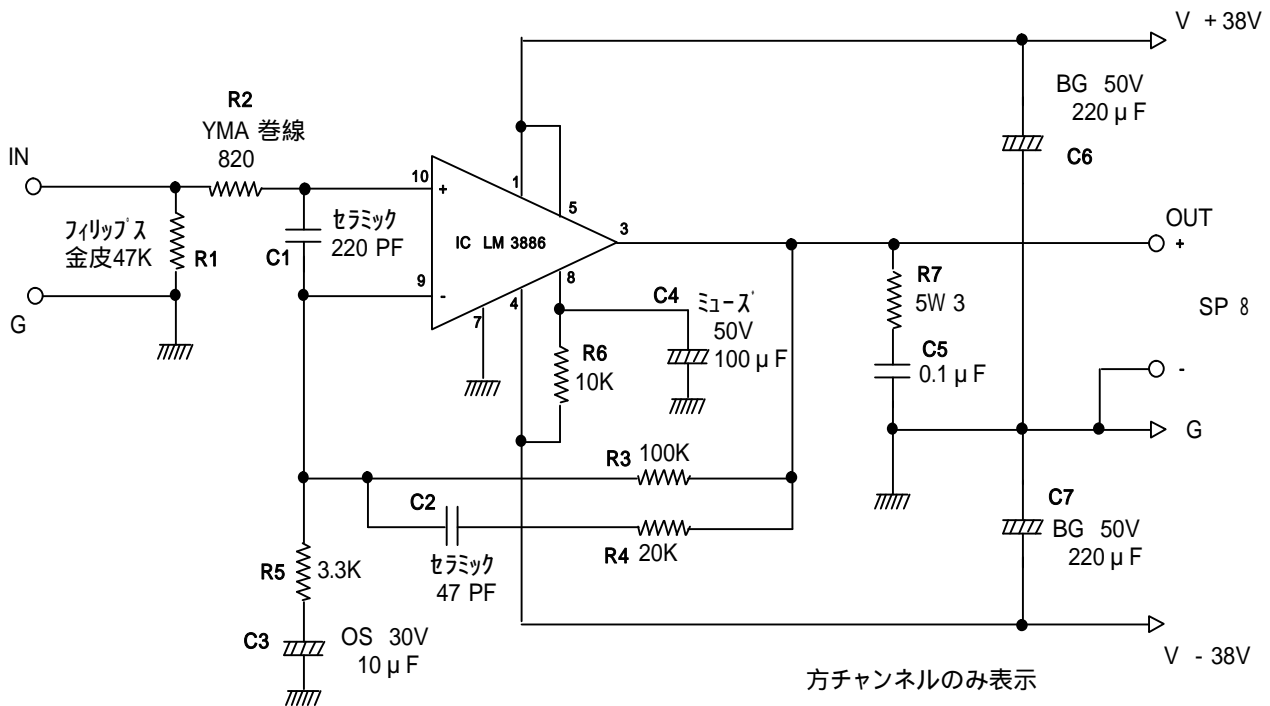 V + 38V
BG 50V
220 μ F
C6
R2
YMA 巻線
820
IN
10
+
1
5
セラミック
220 PF
C1
IC LM 3886
3
OUT
+
フィリップス
金皮47K
R1
9
-
4
8
7
G
C4
ミューズ
50V
100 μ F
R6
10K
R7
5W 3
C5
0.1 μ F
SP 8
-
G
R3
100K
C2
R4
20K
セラミック
47 PF
C7
BG 50V
220 μ F
R5
3.3K
C3
OS 30V
10 μ F
V - 38V
方チャンネルのみ表示